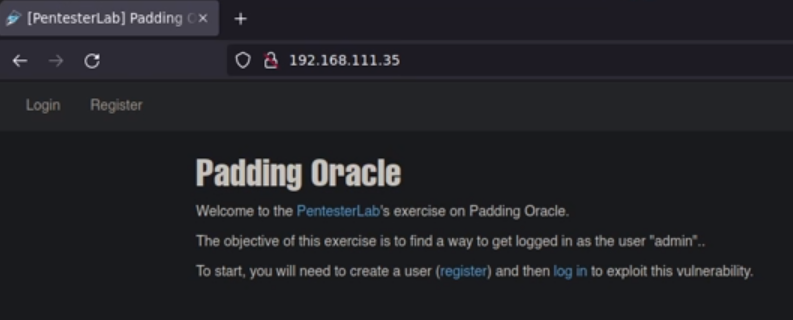 [PentesterLab] Padding
192.168.111.35
Login Register
Padding Oracle
Welcome to the PentesterLab's exercise on Padding Oracle.
The objective of this exercise is to find a way to get logged in as the user "admin"..
To start, you will need to create a user (register) and then log in to exploit this vulnerability.